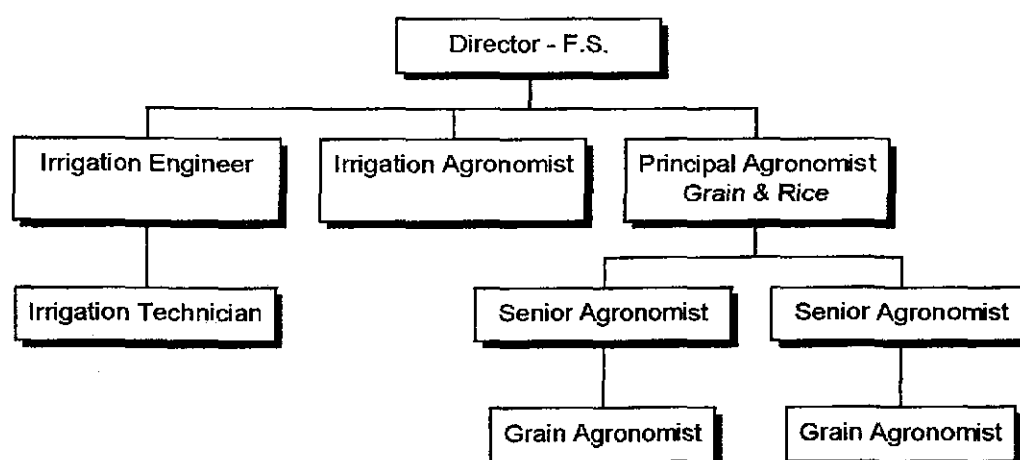 Director - F.S.
Irrigation Engineer
Irrigation Agronomist
Principal Agronomist
Grain & Rice
Irrigation Technician
Senior Agronomist
Senior Agronomist
Grain Agronomist
Grain Agronomist